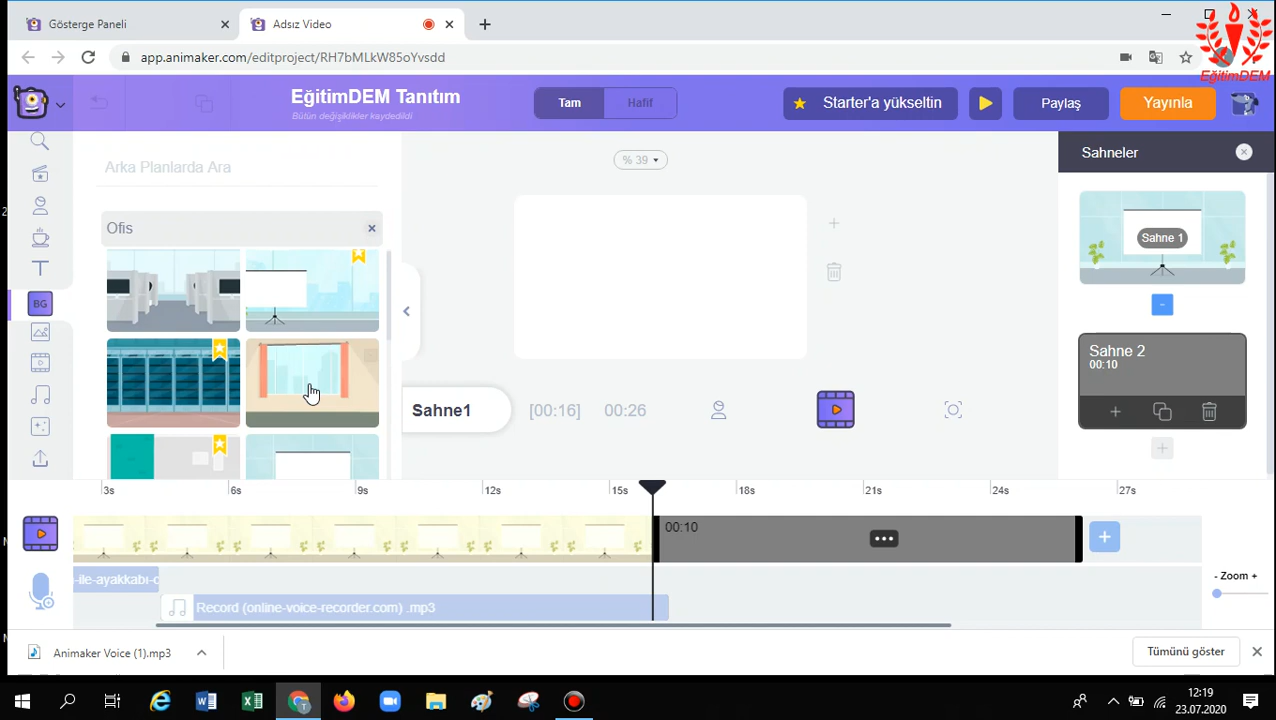 Gösterge Paneli
Adsız Video
app.animaker.com/editproject/RH7bMLkW85oYvsdd
EğitimDEM
EğitimDEM Tanıtım
Bütün değişiklikler kaydedildi
Tam
Hafif
Starter'a yükseltin
Paylaş
Yayınla
Arka Planlarda Ara
% 39
Sahneler
Ofis
Sahne 1
T
BG
Sahne 2
00:10
Sahne1
[00:16]
00:26
3s
6s
9s
12s
15s
18s
21s
24s
27s
00:10
-ile-ayakkabı-c
- Zoom +
Record (online-voice-recorder.com) .mp3
Animaker Voice (1).mp3
Tümünü göster
12:19
23.07.2020